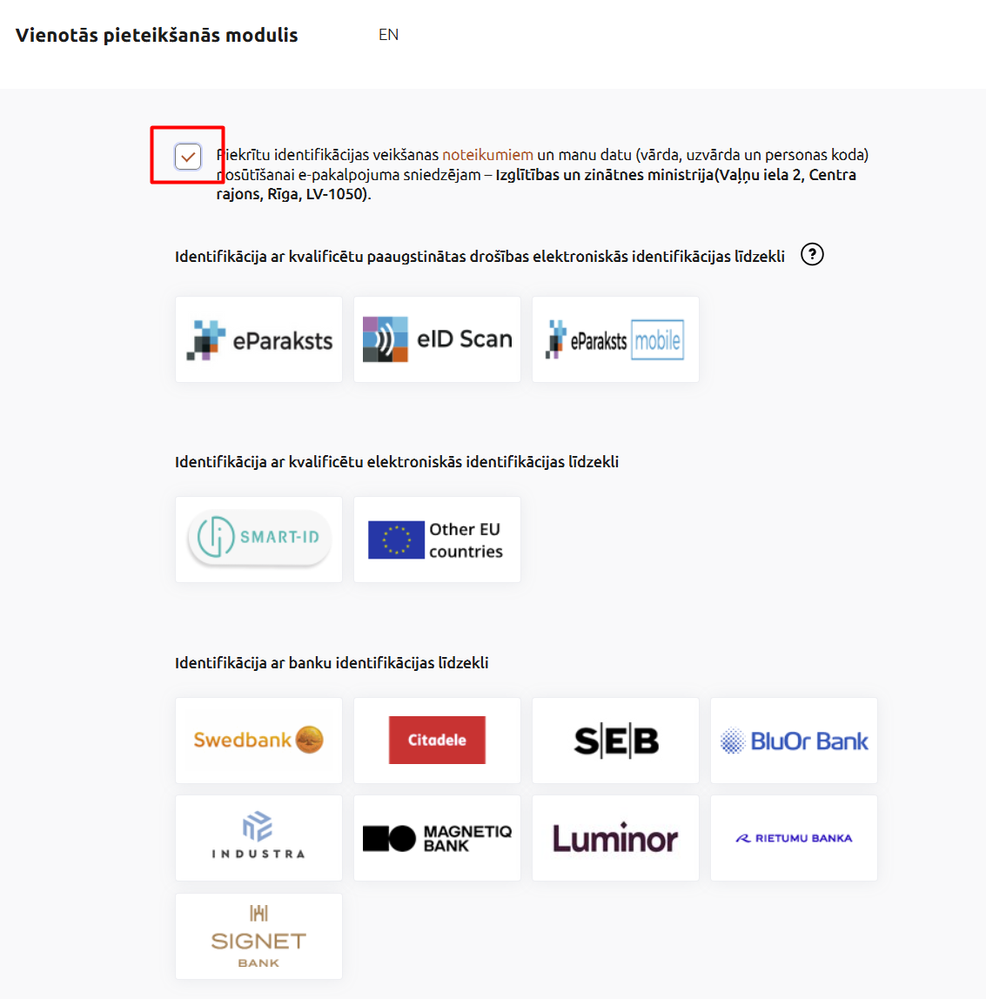 Vienotās pieteikšanās modulis EN
Piekrītu identifikācijas veikšanas noteikumiem un manu datu (vārda, uzvārda un personas koda)
nosūtīšanai e-pakalpojuma sniedzējam – Izglītības un zinātnes ministrija(Vaļņu iela 2, Centra
rajons, Rīga, LV-1050).
Identifikācija ar kvalificētu paaugstinātas drošības elektroniskās identifikācijas līdzekli ?
eParaksts
eID Scan
eParaksts mobile
Identifikācija ar kvalificētu elektroniskās identifikācijas līdzekli
SMART-ID
Other EU
countries
Identifikācija ar banku identifikācijas līdzekli
Swedbank
Citadele
S|E|B
BluOr Bank
INDUSTRA
MAGNETIQ
BANK
Luminor
RIETUMU BANKA
SIGNET
BANK